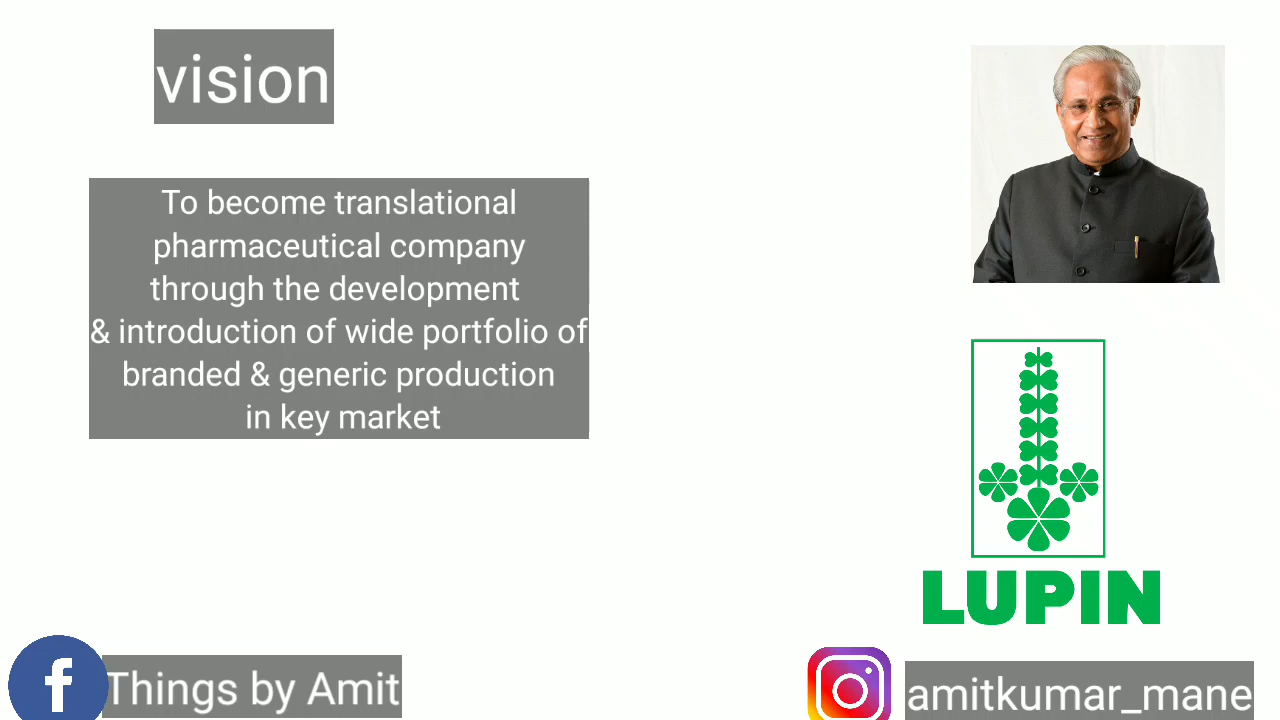 vision
To become translational
pharmaceutical company
through the development
& introduction of wide portfolio of
branded & generic production
in key market
LUPIN
Things by Amit
amitkumar_mane